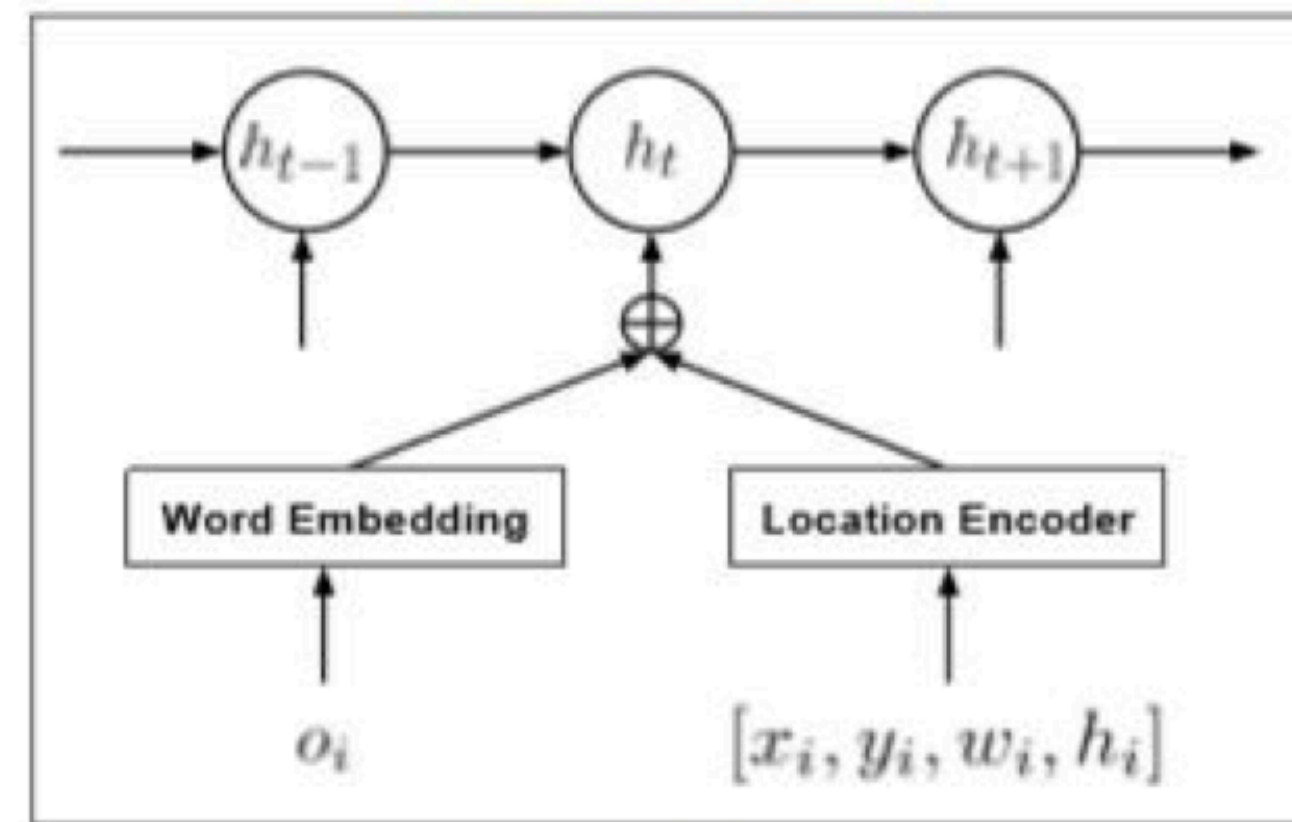 h_{t-1} h_t h_{t+1}
Word Embedding Location Encoder
o_i [x_i, y_i, w_i, h_i]